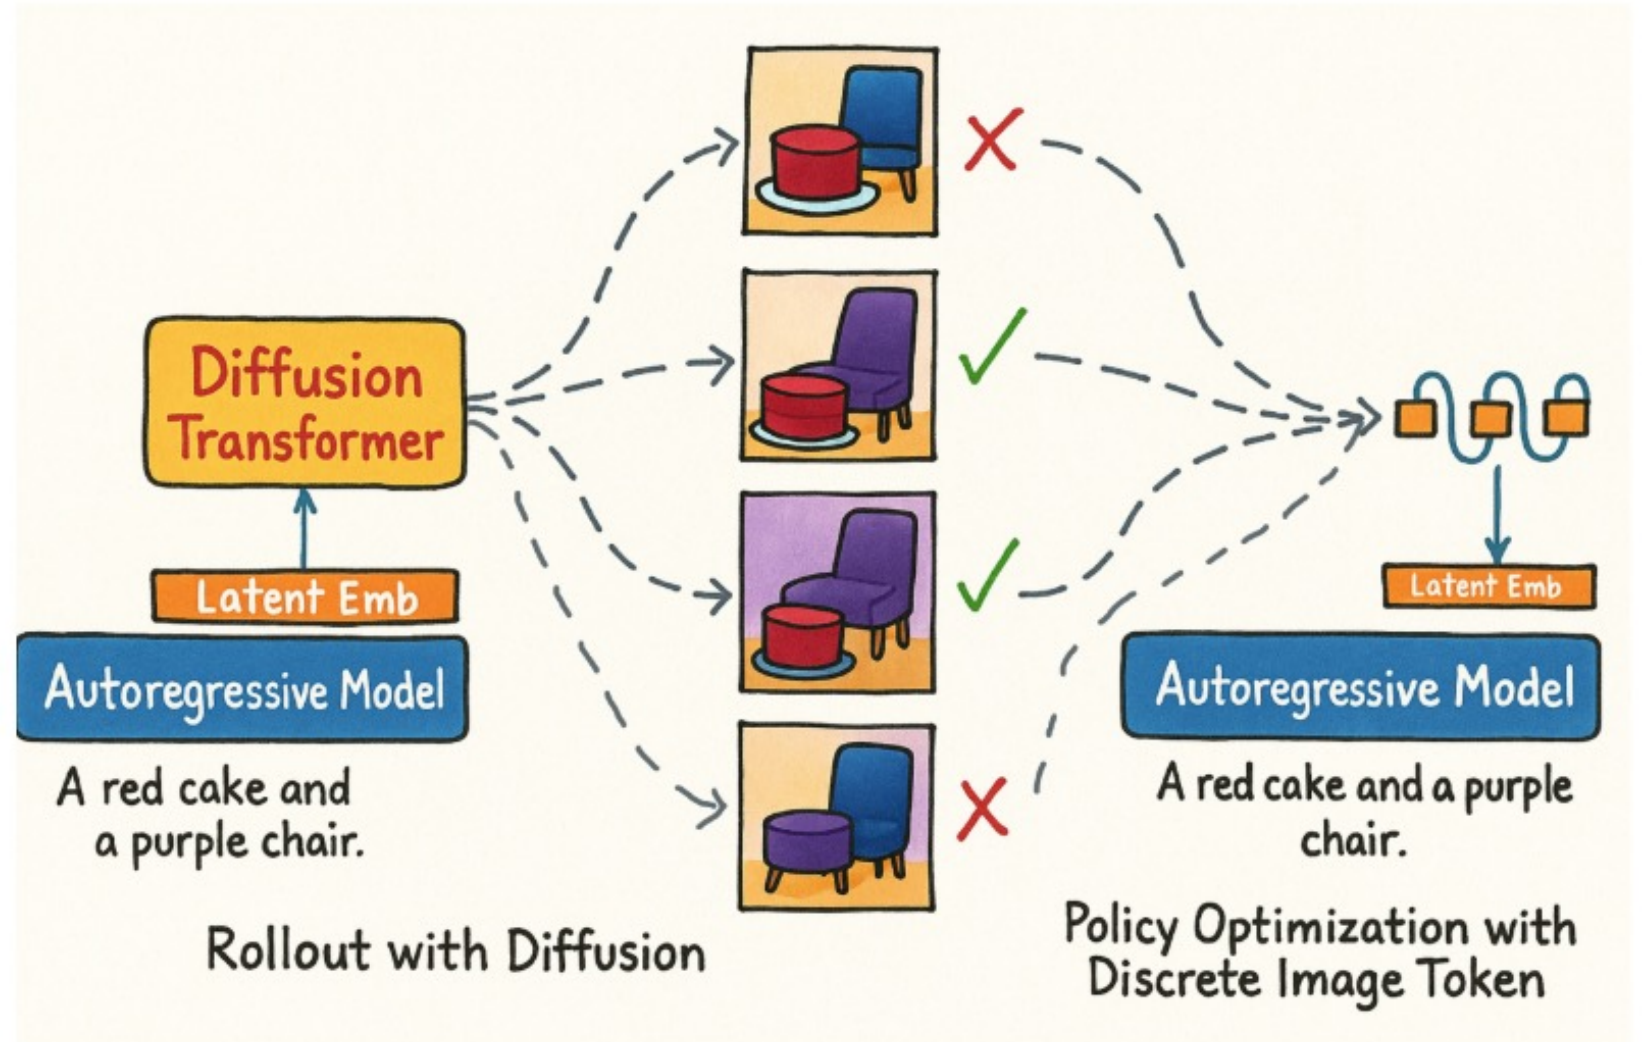 Diffusion
Transformer
Latent Emb
Autoregressive Model
A red cake and
a purple chair.
Rollout with Diffusion
Latent Emb
Autoregressive Model
A red cake and a purple
chair.
Policy Optimization with
Discrete Image Token